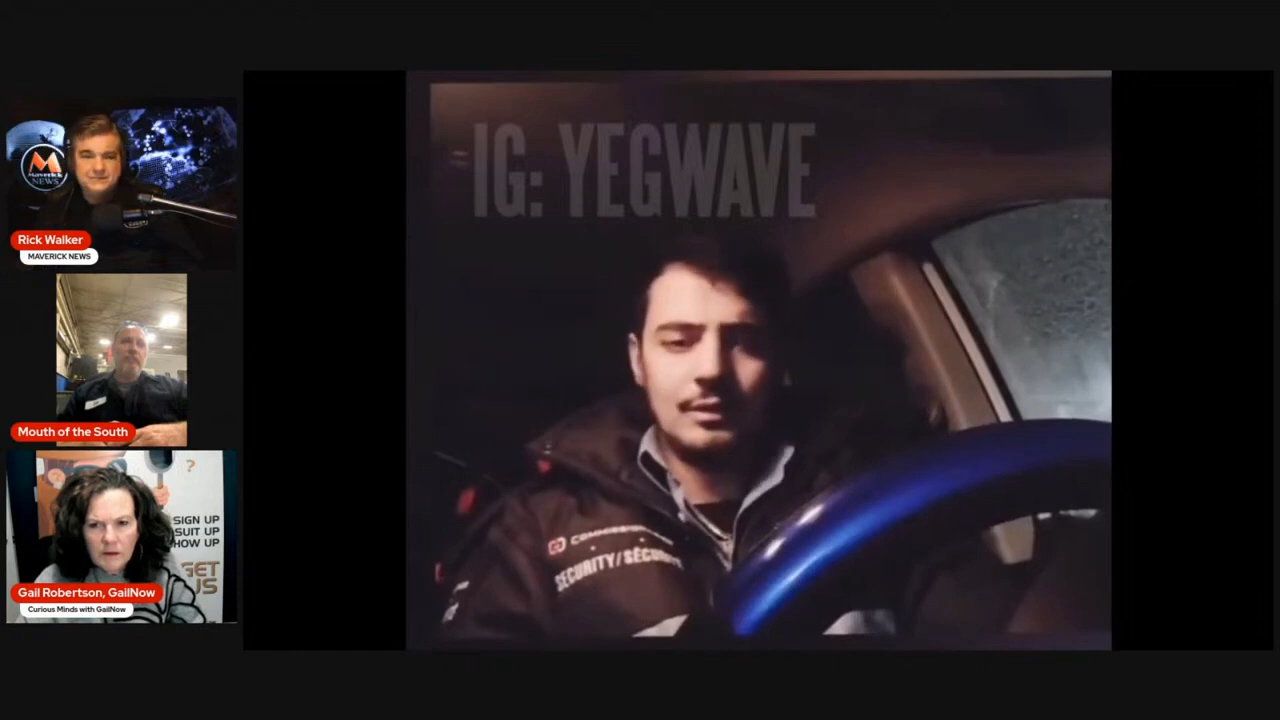 IG: YEGWAVE
Maverick
NEWS
Rick Walker
MAVERICK NEWS
Mouth of the South
?
SIGN UP
SUIT UP
HOW UP
GET
US
Gail Robertson, GailNow
Curious Minds with GailNow
SECURITY/SÉCURITÉ